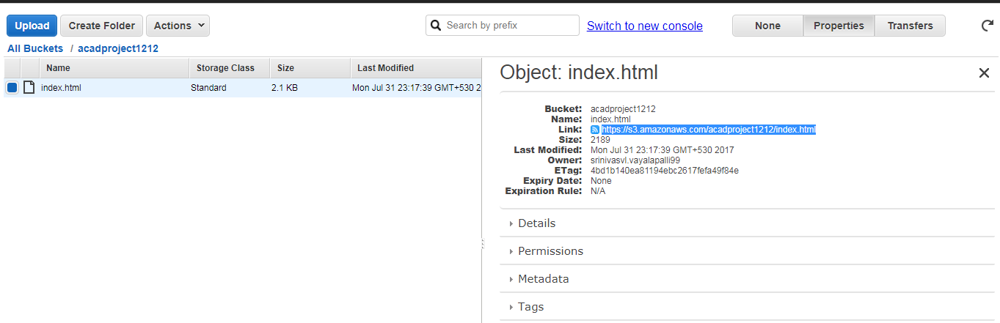 Upload Create Folder Actions Search by prefix Switch to new console None Properties Transfers
All Buckets / acadproject1212
Name Storage Class Size Last Modified
index.html Standard 2.1 KB Mon Jul 31 23:17:39 GMT+530 2
Object: index.html
Bucket: acadproject1212
Name: index.html
Link: https://s3.amazonaws.com/acadproject1212/index.html
Size: 2189
Last Modified: Mon Jul 31 23:17:39 GMT+530 2017
Owner: srinivasvl.vayalapalli99
ETag: 4bd1b140ea81194ebc2617fefa49f84e
Expiry Date: None
Expiration Rule: N/A
Details
Permissions
Metadata
Tags